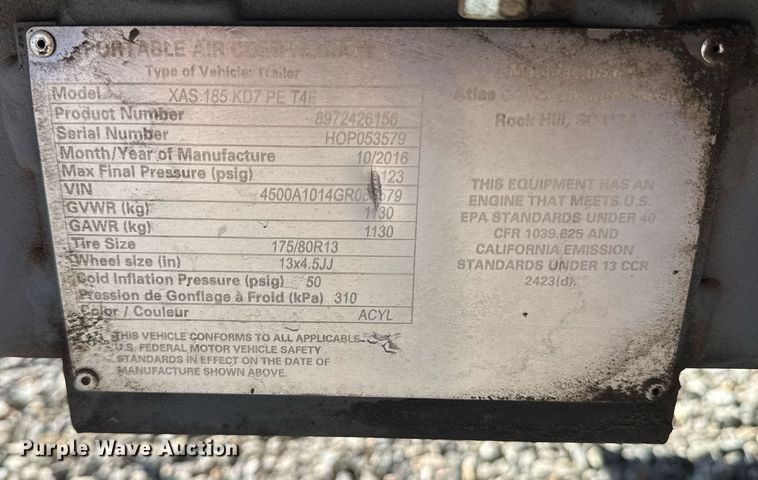 PORTABLE AIR COMPRESSOR
Type of Vehicle: Trailer
Model XAS 185 KD7 PE T4F
Product Number 8972426156
Serial Number HOP053579
Month/Year of Manufacture 10/2016
Max Final Pressure (psig) 123
VIN
GVWR (kg) 1130
GAWR (kg) 1130
Tire Size 175/80R13
Wheel size (in) 13x4.5JJ
Cold Inflation Pressure (psig) 50
Pression de Gonflage à Froid (kPa) 310
Color / Couleur ACYL
THIS VEHICLE CONFORMS TO ALL APPLICABLE
U.S. FEDERAL MOTOR VEHICLE SAFETY
STANDARDS IN EFFECT ON THE DATE OF
MANUFACTURE SHOWN ABOVE.
Atlas
Rock Hill, SC USA
THIS EQUIPMENT HAS AN
ENGINE THAT MEETS U.S.
EPA STANDARDS UNDER 40
CFR 1039.625 AND
CALIFORNIA EMISSION
STANDARDS UNDER 13 CCR
2423(d).
Purple Wave Auction